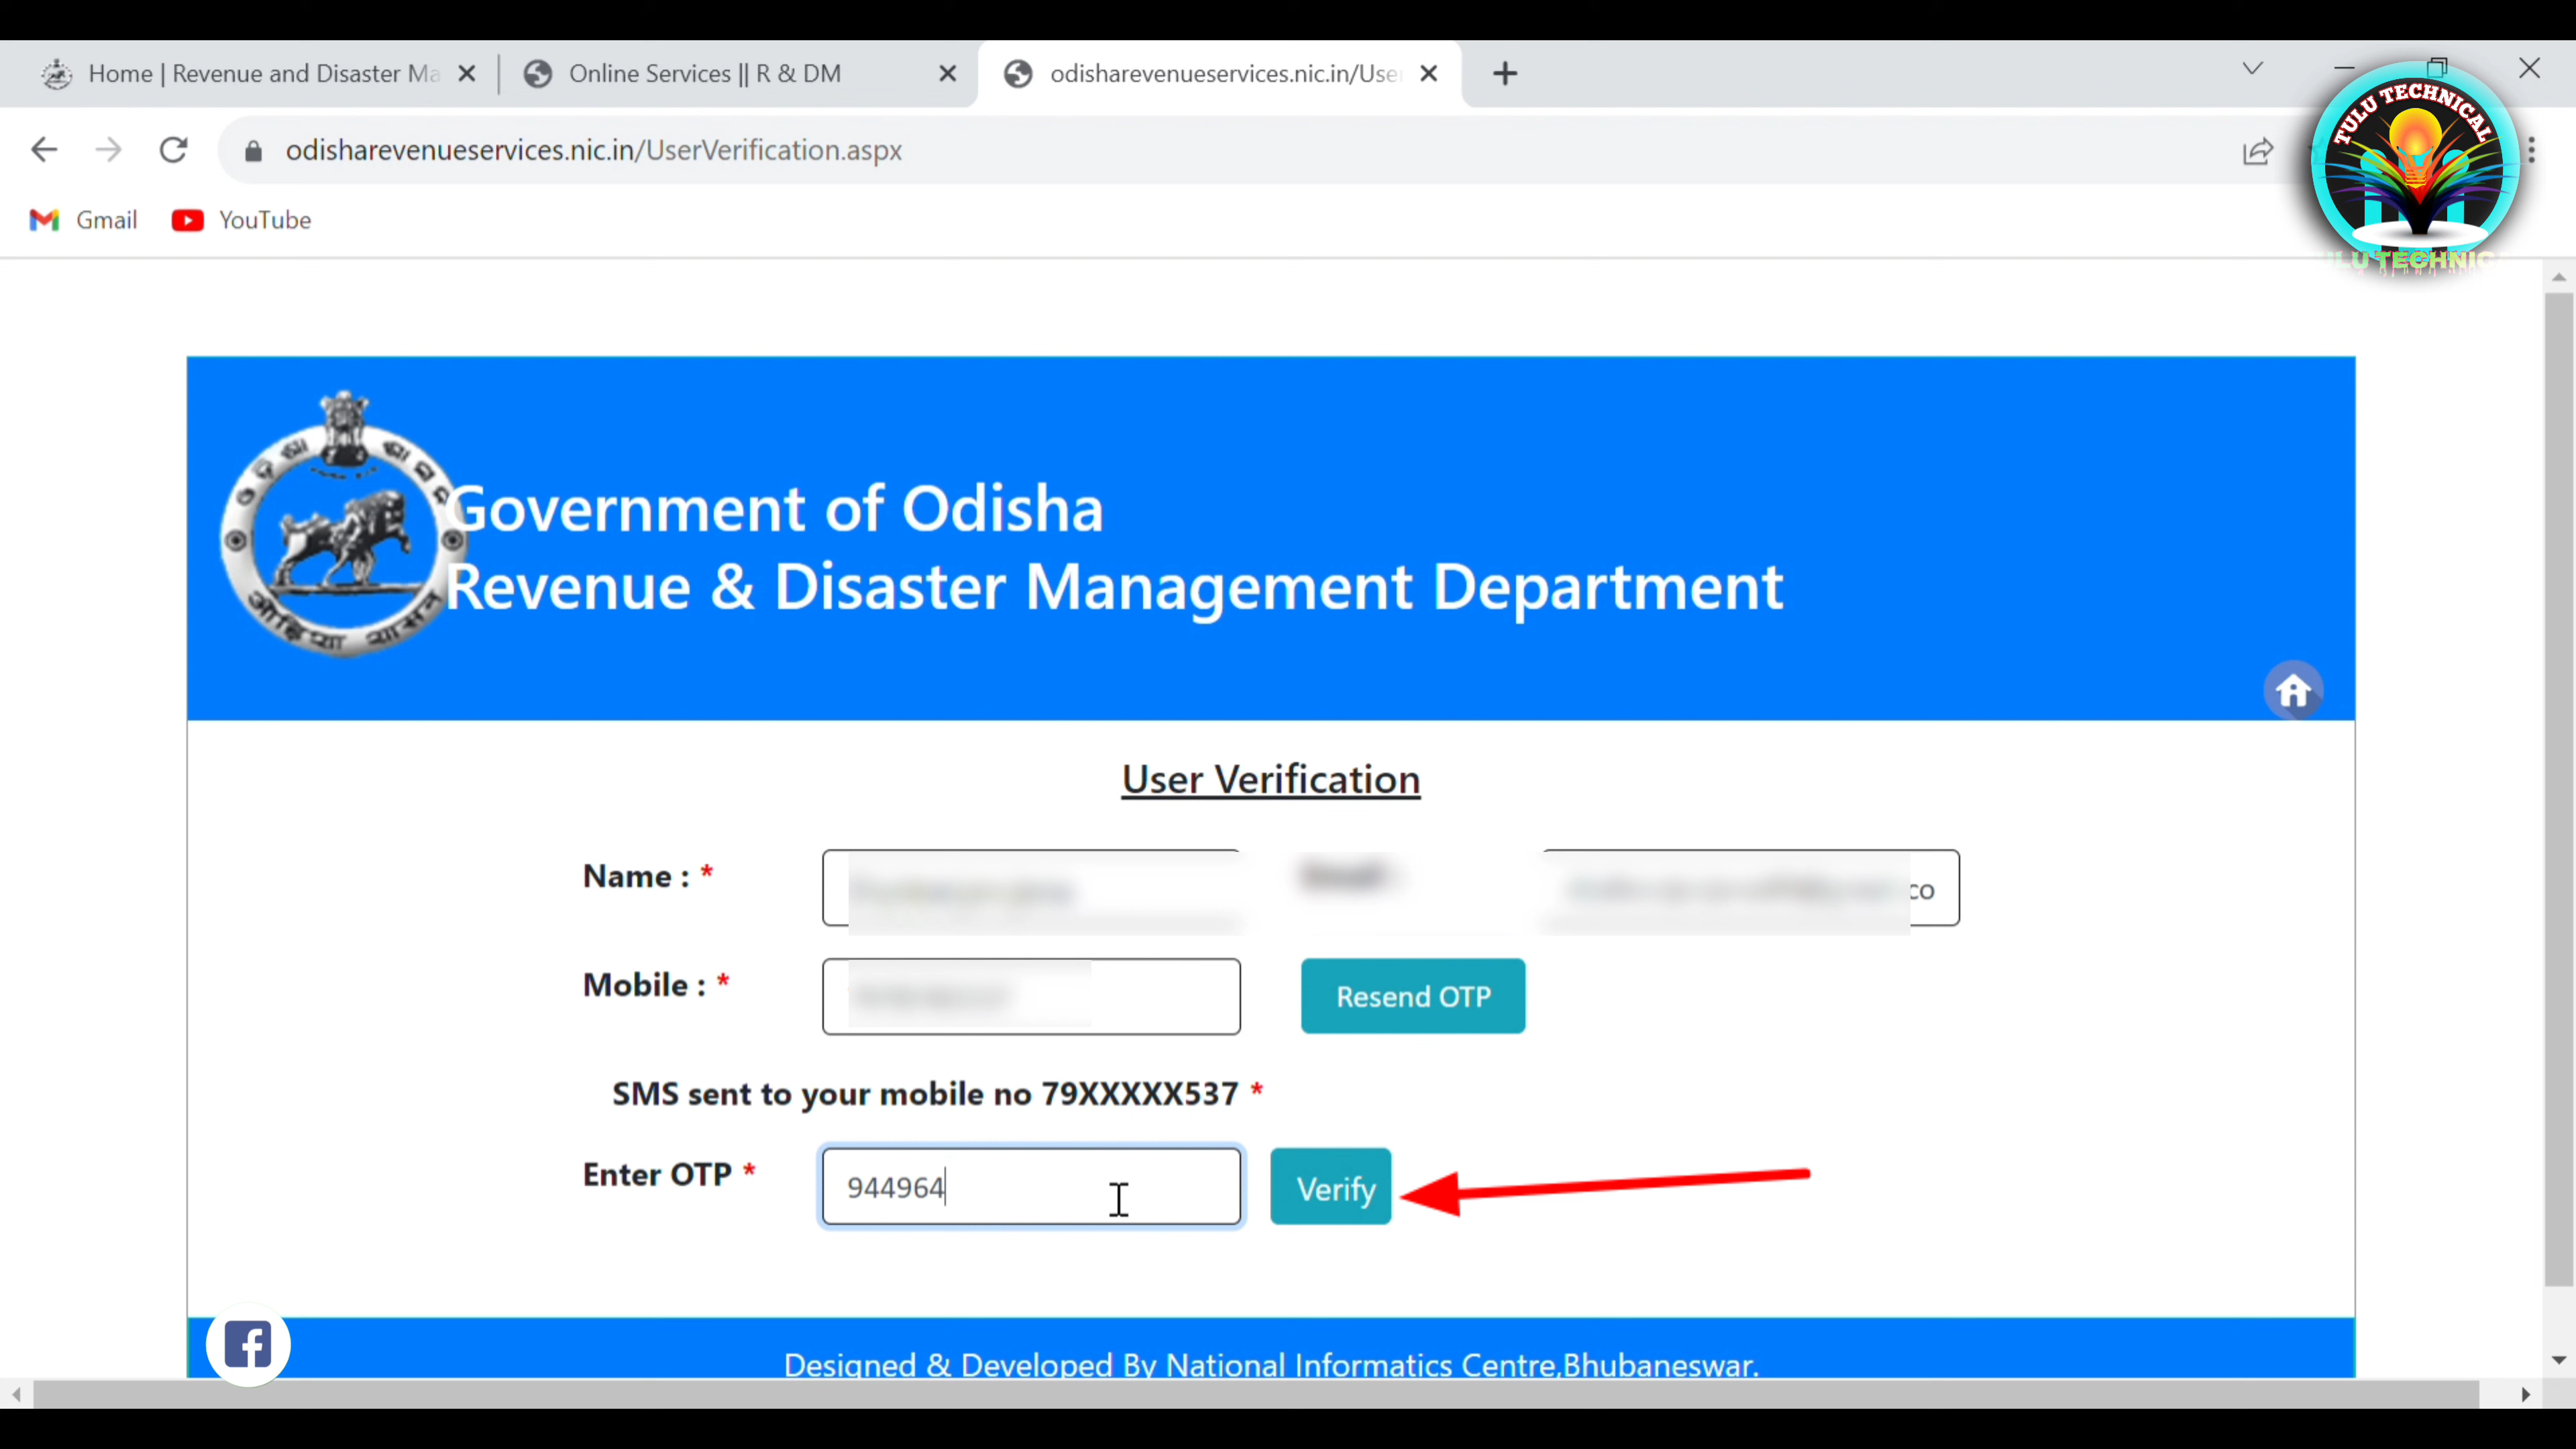 Home | Revenue and Disaster Ma
Online Services || R & DM
odisharevenueservices.nic.in/Use
TULU TECHNICAL
odisharevenueservices.nic.in/UserVerification.aspx
Gmail
YouTube
Government of Odisha
Revenue & Disaster Management Department
User Verification
Name : *
co
Mobile : *
Resend OTP
SMS sent to your mobile no 79XXXXX537 *
Enter OTP *
944964
Verify
Designed & Developed By National Informatics Centre,Bhubaneswar.